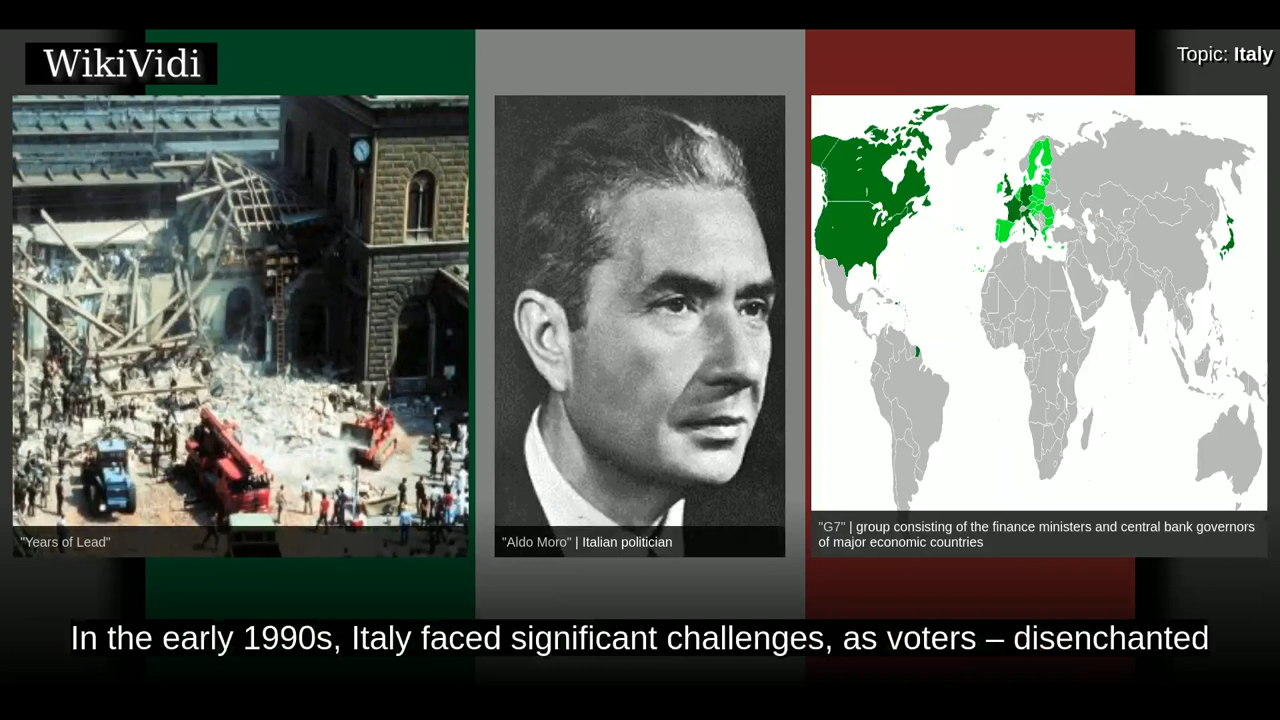 WikiVidi
Topic: Italy
"Years of Lead"
"Aldo Moro" | Italian politician
"G7" | group consisting of the finance ministers and central bank governors
of major economic countries
In the early 1990s, Italy faced significant challenges, as voters – disenchanted